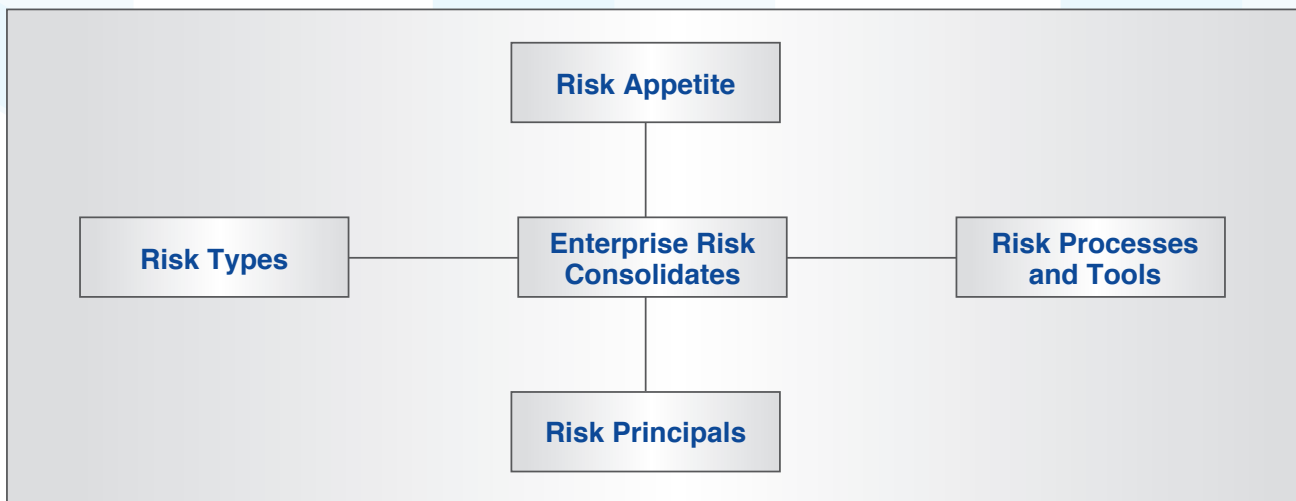 Risk Appetite
Risk Types
Enterprise Risk
Consolidates
Risk Processes
and Tools
Risk Principals